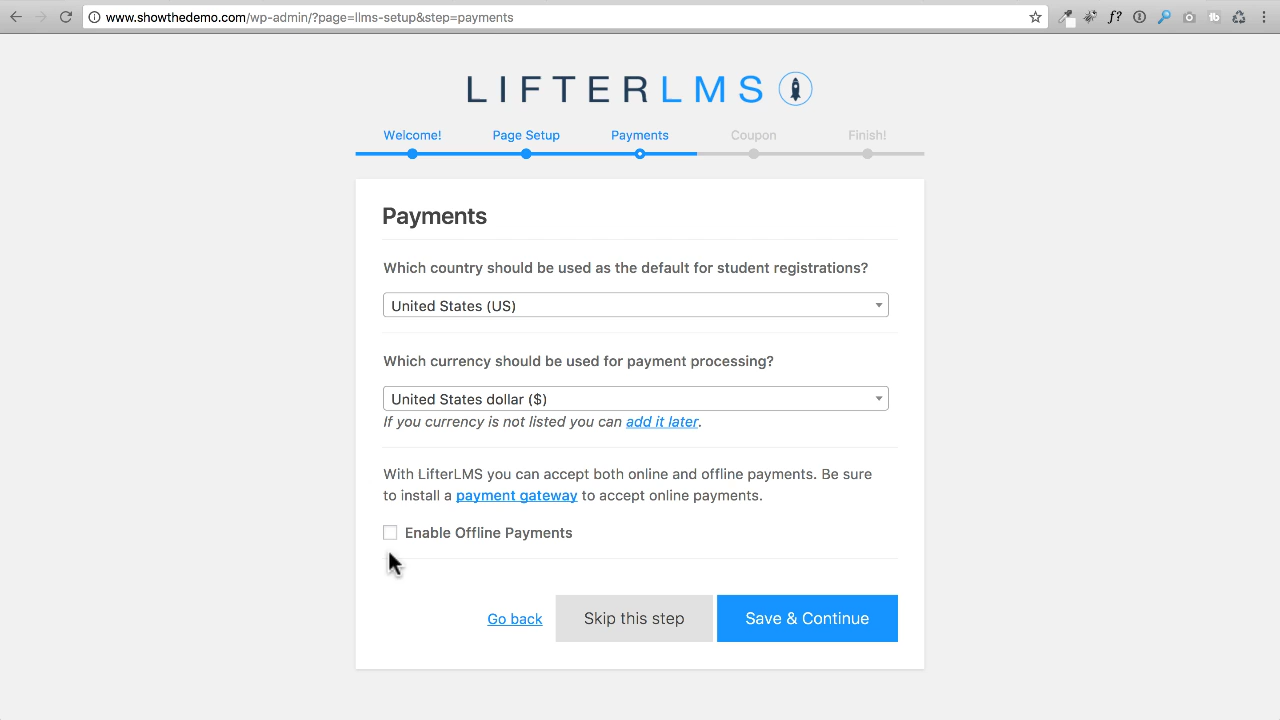 www.showthedemo.com/wp-admin/?page=llms-setup&step=payments
f?
LIFTERLMS
Welcome!
Page Setup
Payments
Coupon
Finish!
Payments
Which country should be used as the default for student registrations?
United States (US)
Which currency should be used for payment processing?
United States dollar ($)
If you currency is not listed you can add it later.
With LifterLMS you can accept both online and offline payments. Be sure
to install a payment gateway to accept online payments.
Enable Offline Payments
Go back
Skip this step
Save & Continue